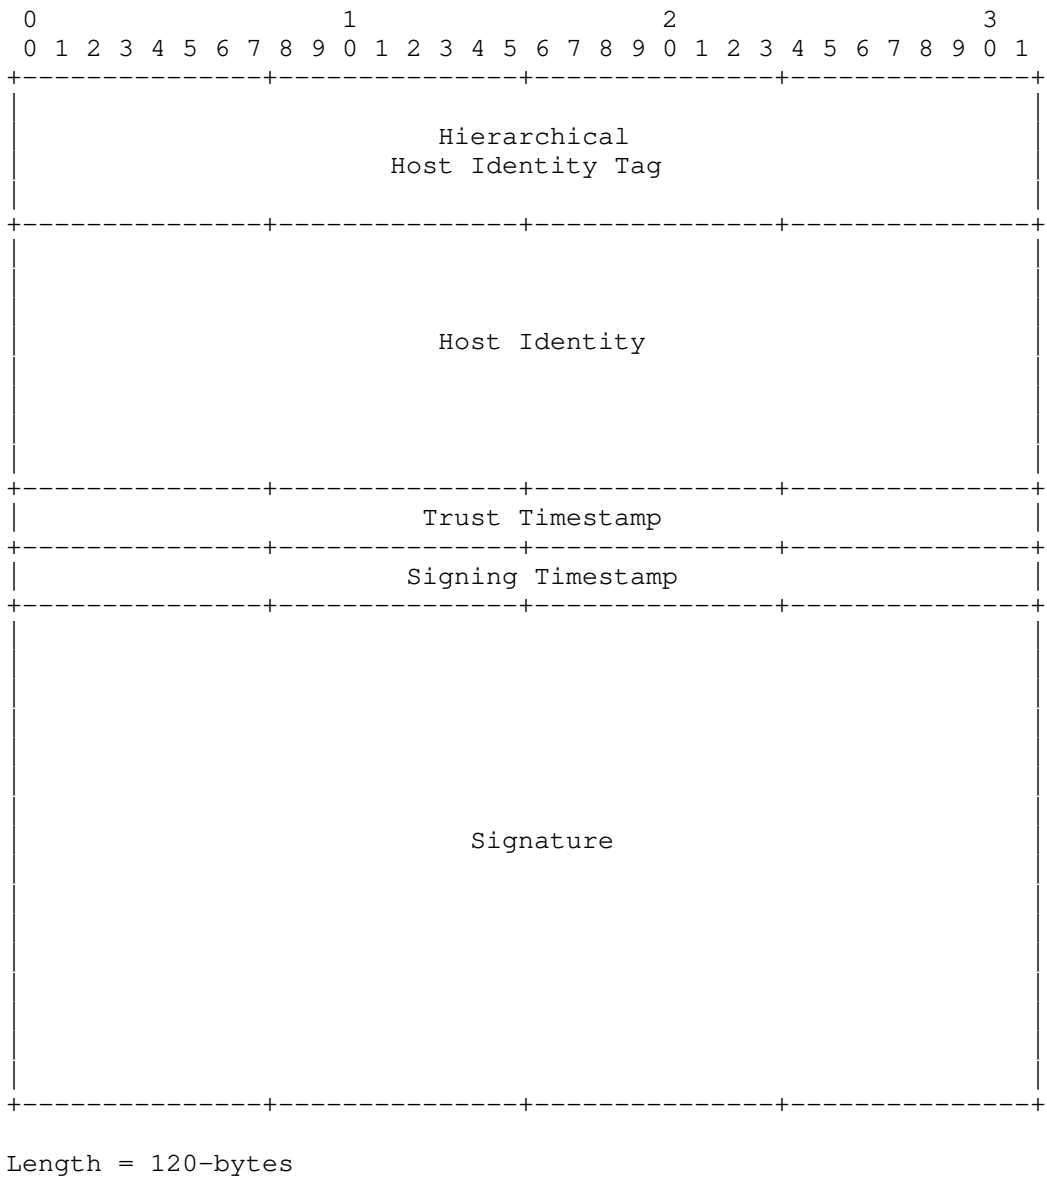 0                   1                   2                   3
0 1 2 3 4 5 6 7 8 9 0 1 2 3 4 5 6 7 8 9 0 1 2 3 4 5 6 7 8 9 0 1
Hierarchical
Host Identity Tag
Host Identity
Trust Timestamp
Signing Timestamp
Signature
Length = 120-bytes